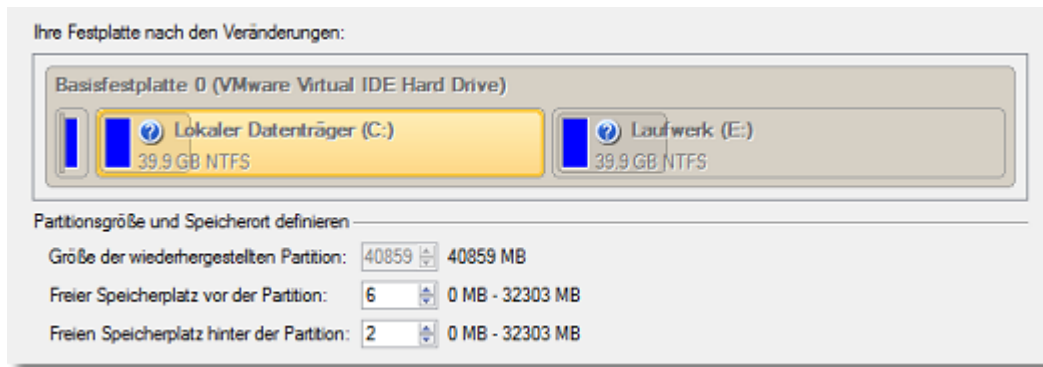 Ihre Festplatte nach den Veränderungen:
Basisfestplatte 0 (VMware Virtual IDE Hard Drive)
Lokaler Datenträger (C:)
39.9 GB NTFS
Laufwerk (E:)
39.9 GB NTFS
Partitionsgröße und Speicherort definieren
Größe der wiederhergestellten Partition: 40859 40859 MB
Freier Speicherplatz vor der Partition: 6 0 MB - 32303 MB
Freien Speicherplatz hinter der Partition: 2 0 MB - 32303 MB